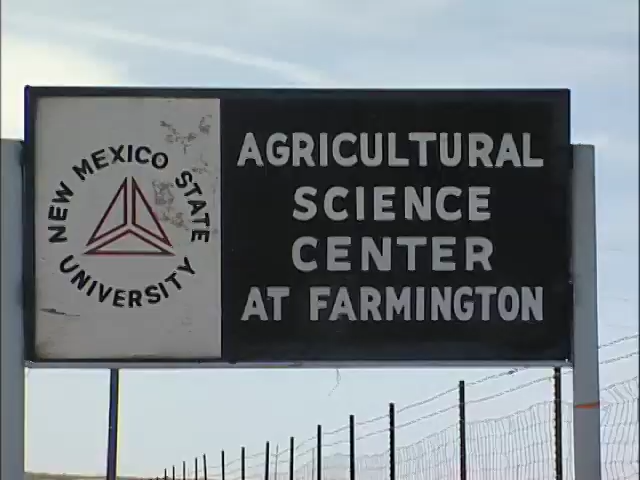 NEW MEXICO STATE
UNIVERSITY
AGRICULTURAL
SCIENCE
CENTER
AT FARMINGTON